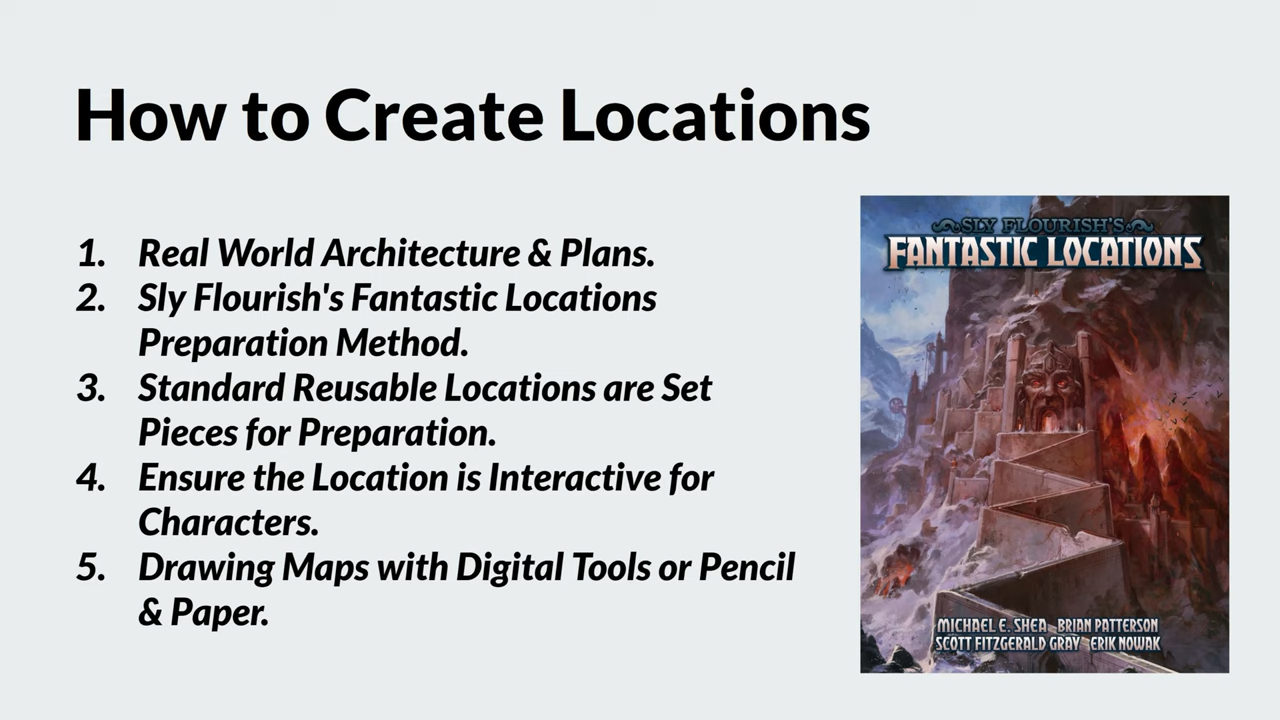 How to Create Locations
1. Real World Architecture & Plans.
2. Sly Flourish's Fantastic Locations
Preparation Method.
3. Standard Reusable Locations are Set
Pieces for Preparation.
4. Ensure the Location is Interactive for
Characters.
5. Drawing Maps with Digital Tools or Pencil
& Paper.
SLY FLOURISH'S
FANTASTIC LOCATIONS
MICHAEL E. SHEA BRIAN PATTERSON
SCOTT FITZGERALD GRAY ERIK NOWAK